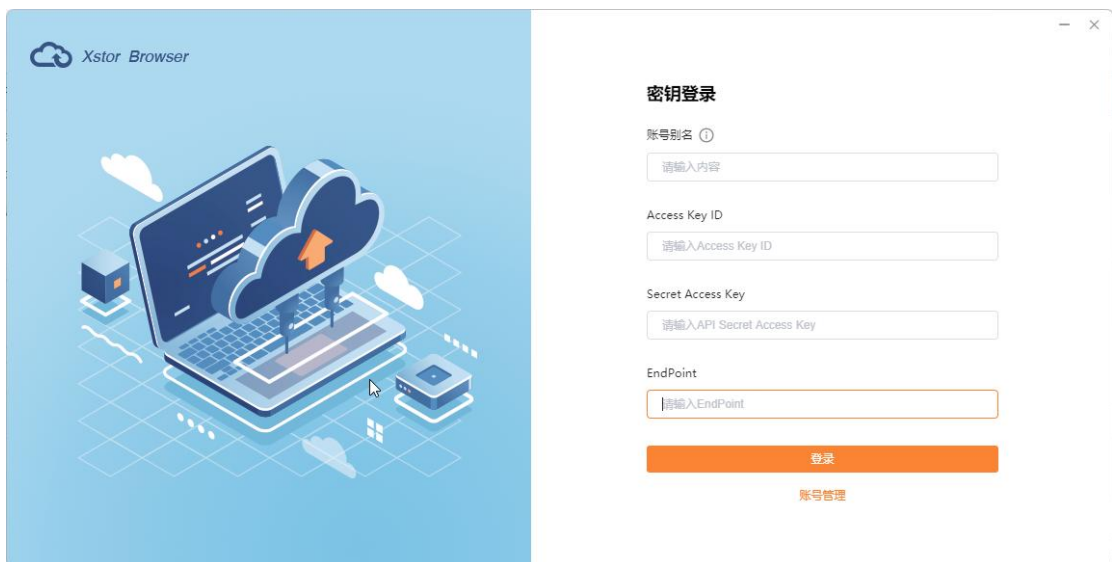 Xstor Browser
密钥登录
账号别名
请输入内容
Access Key ID
请输入Access Key ID
Secret Access Key
请输入API Secret Access Key
EndPoint
请输入EndPoint
登录
账号管理